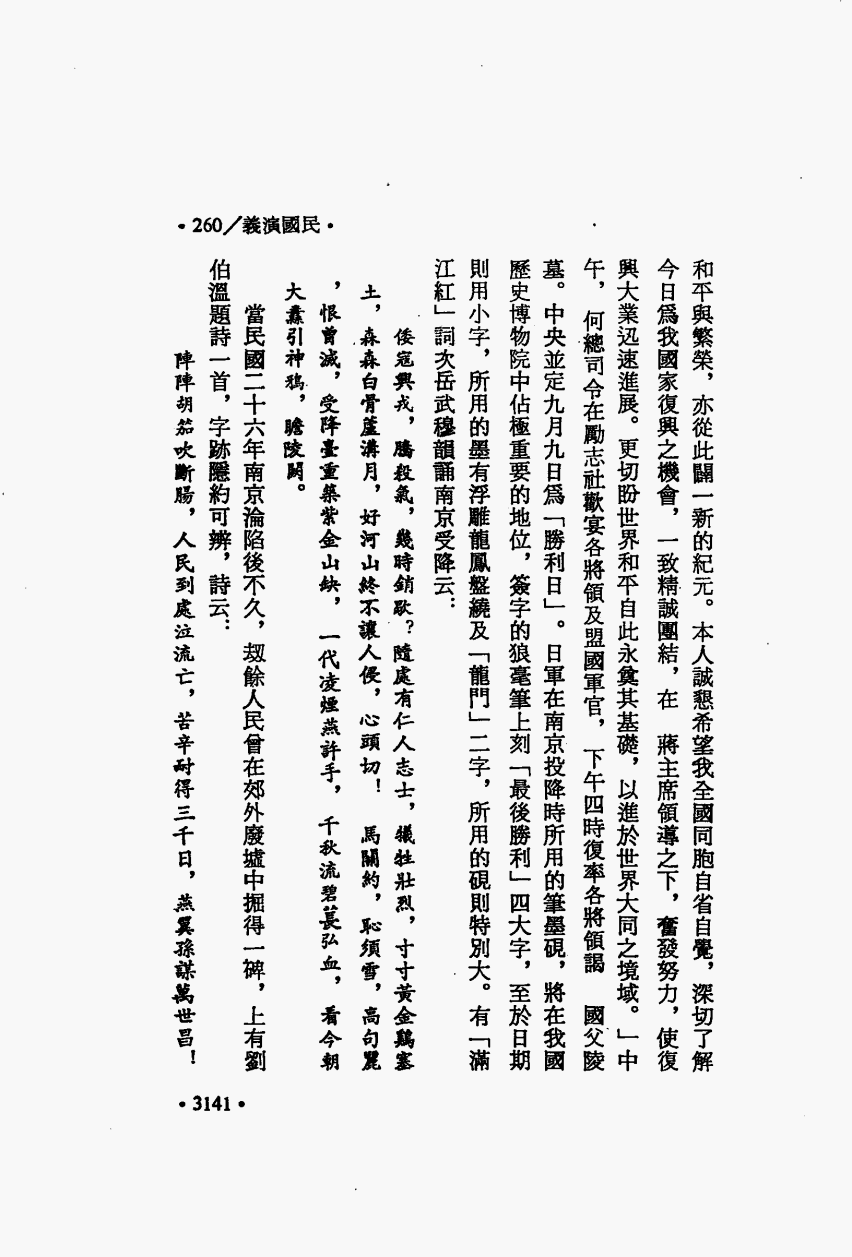 •260／義演國民•
和平與繁榮，亦從此闢一新的紀元。本人誠懇希望我全國同胞自省自覺，深切了解
今日爲我國家復興之機會，一致精誠團結，在　蔣主席領導之下，奮發努力，使復
興大業迅速進展。更切盼世界和平自此永奠其基礎，以進於世界大同之境域。」中
午，何總司令在勵志社歡宴各將領及盟國軍官，下午四時復率各將領謁　國父陵
墓。中央並定九月九日爲「勝利日」。日軍在南京投降時所用的筆墨硯，將在我國
歷史博物院中佔極重要的地位，簽字的狼毫筆上刻「最後勝利」四大字，至於日期
則用小字，所用的墨有浮雕龍鳳盤繞及「龍門」二字，所用的硯則特別大。有「滿
江紅」詞次岳武穆韻誦南京受降云：
倭寇興戎，騰殺氣，幾時銷歇？隨處有仁人志士，犧牲壯烈，寸寸黃金鷄塞
土，森森白骨蘆溝月，好河山終不讓人侵，心頭切！　馬關約，恥須雪，高句麗
，恨曾滅，受降臺重築紫金山缺，一代凌煙燕許手，千秋流碧萇弘血，看今朝
大纛引神鴉，瞻陵闕。
當民國二十六年南京淪陷後不久，刼餘人民曾在郊外廢墟中掘得一碑，上有劉
伯溫題詩一首，字跡隱約可辨，詩云：
陣陣胡笳吹斷腸，人民到處泣流亡，苦辛耐得三千日，燕翼孫謀萬世昌！
•3141•